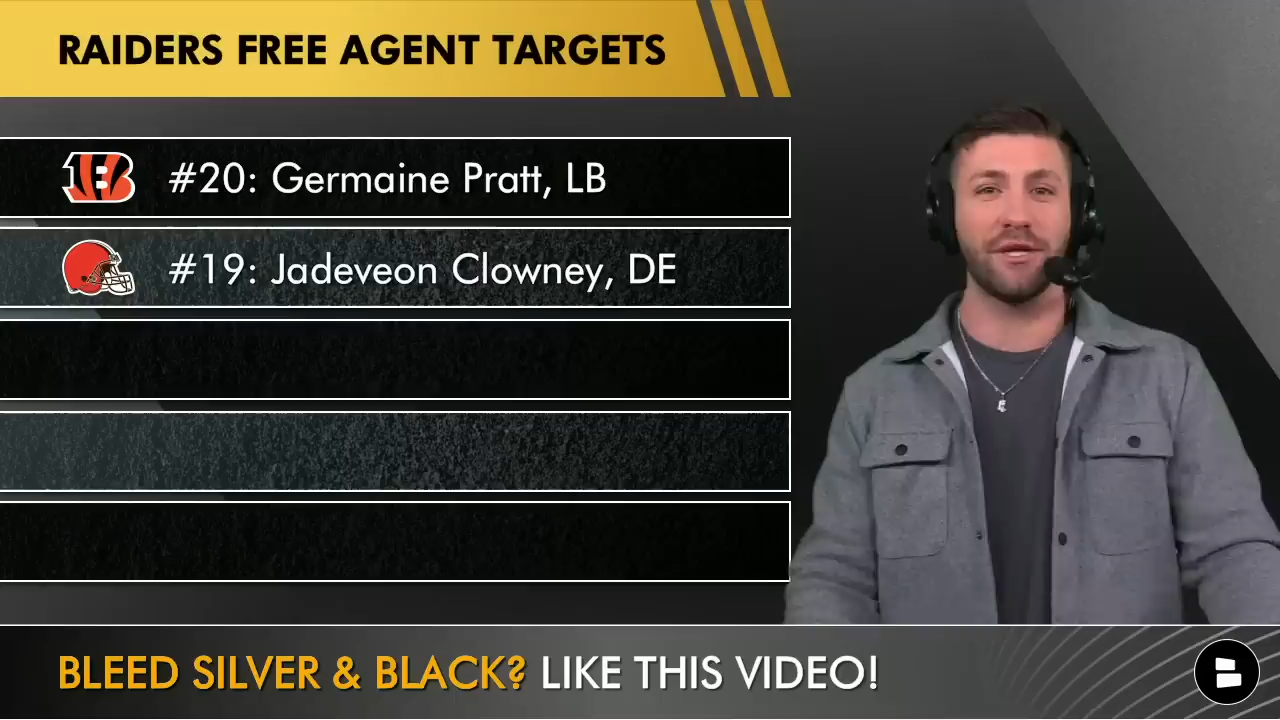 RAIDERS FREE AGENT TARGETS
#20: Germaine Pratt, LB
#19: Jadeveon Clowney, DE
BLEED SILVER & BLACK? LIKE THIS VIDEO!